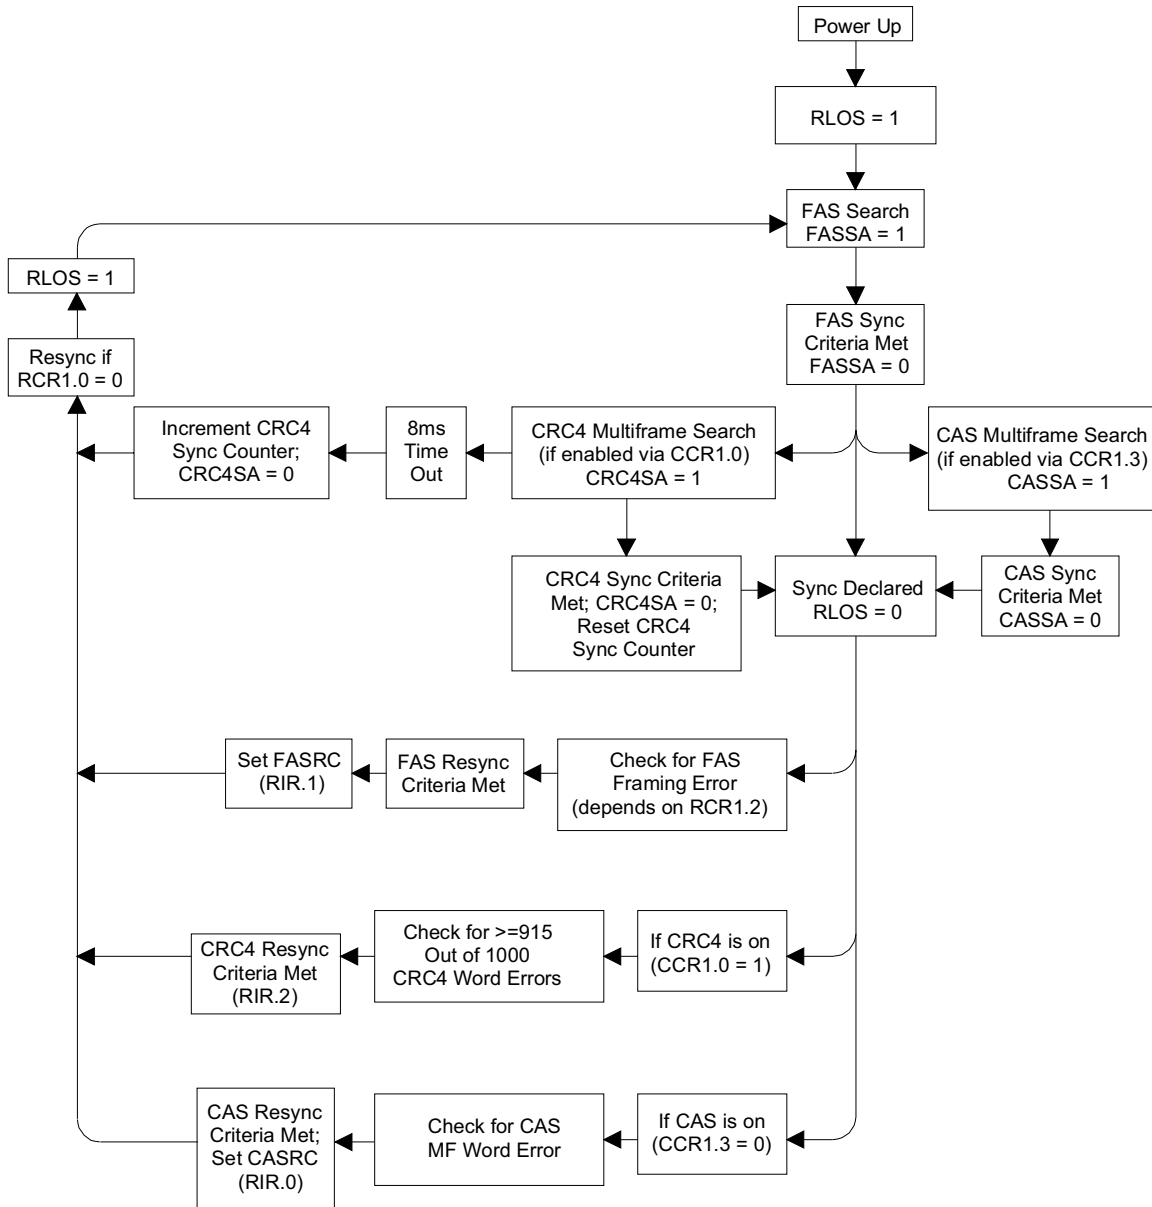 Power Up
RLOS = 1
FAS Search
FASSA = 1
RLOS = 1
FAS Sync
Criteria Met
FASSA = 0
Resync if
RCR1.0 = 0
Increment CRC4
Sync Counter;
CRC4SA = 0
8ms
Time
Out
CRC4 Multiframe Search
(if enabled via CCR1.0)
CRC4SA = 1
CAS Multiframe Search
(if enabled via CCR1.3)
CASSA = 1
CRC4 Sync Criteria
Met; CRC4SA = 0;
Reset CRC4
Sync Counter
Sync Declared
RLOS = 0
CAS Sync
Criteria Met
CASSA = 0
Set FASRC
(RIR.1)
FAS Resync
Criteria Met
Check for FAS
Framing Error
(depends on RCR1.2)
CRC4 Resync
Criteria Met
(RIR.2)
Check for >=915
Out of 1000
CRC4 Word Errors
If CRC4 is on
(CCR1.0 = 1)
CAS Resync
Criteria Met;
Set CASRC
(RIR.0)
Check for CAS
MF Word Error
If CAS is on
(CCR1.3 = 0)